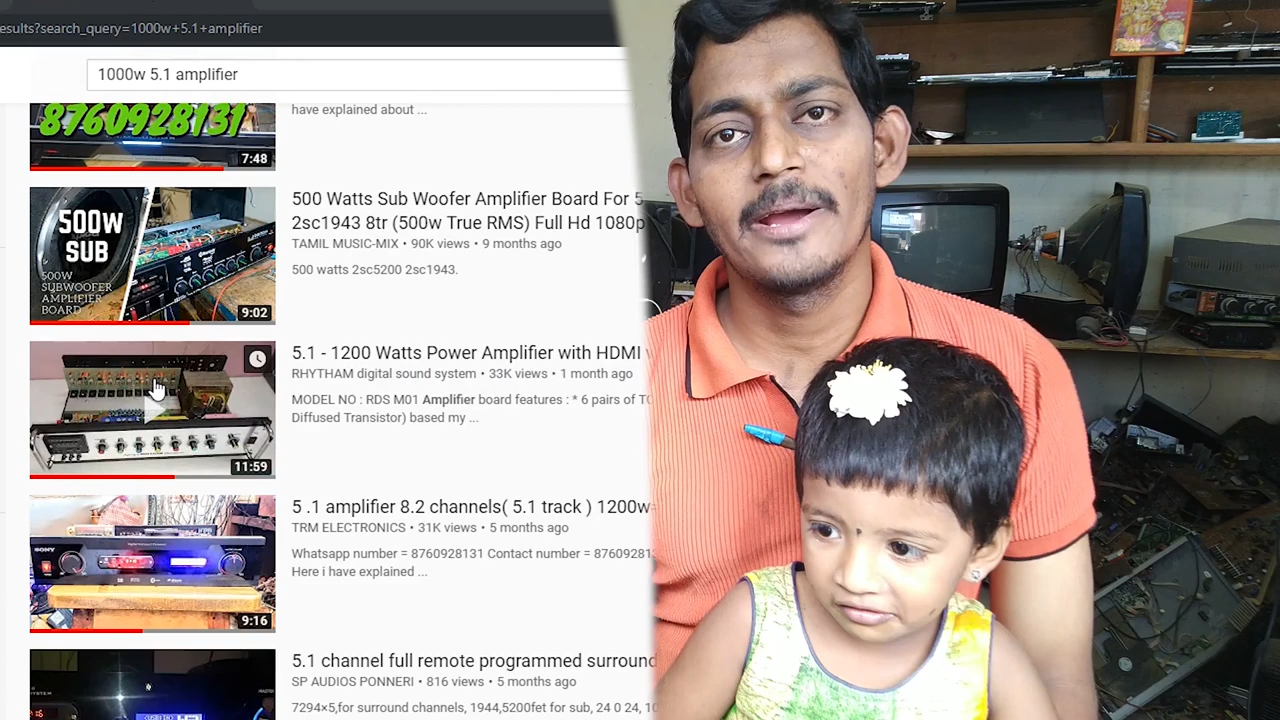 esults?search_query=1000w+5.1+amplifier
1000w 5.1 amplifier
8760928131
7:48
have explained about ...
500w
SUB
500W
SUBWOOFER
AMPLIFIER
BOARD
9:02
500 Watts Sub Woofer Amplifier Board For 5
2sc1943 8tr (500w True RMS) Full Hd 1080p
TAMIL MUSIC-MIX • 90K views • 9 months ago
500 watts 2sc5200 2sc1943.
11:59
5.1 - 1200 Watts Power Amplifier with HDMI
RHYTHAM digital sound system • 33K views • 1 month ago
MODEL NO : RDS M01 Amplifier board features : * 6 pairs of TO
Diffused Transistor) based my ...
SONY
9:16
5 .1 amplifier 8.2 channels( 5.1 track ) 1200w
TRM ELECTRONICS • 31K views • 5 months ago
Whatsapp number = 8760928131 Contact number = 876092813
Here i have explained ...
5.1 channel full remote programmed surround
SP AUDIOS PONNERI • 816 views • 5 months ago
7294×5,for surround channels, 1944,5200fet for sub, 24 0 24, 10